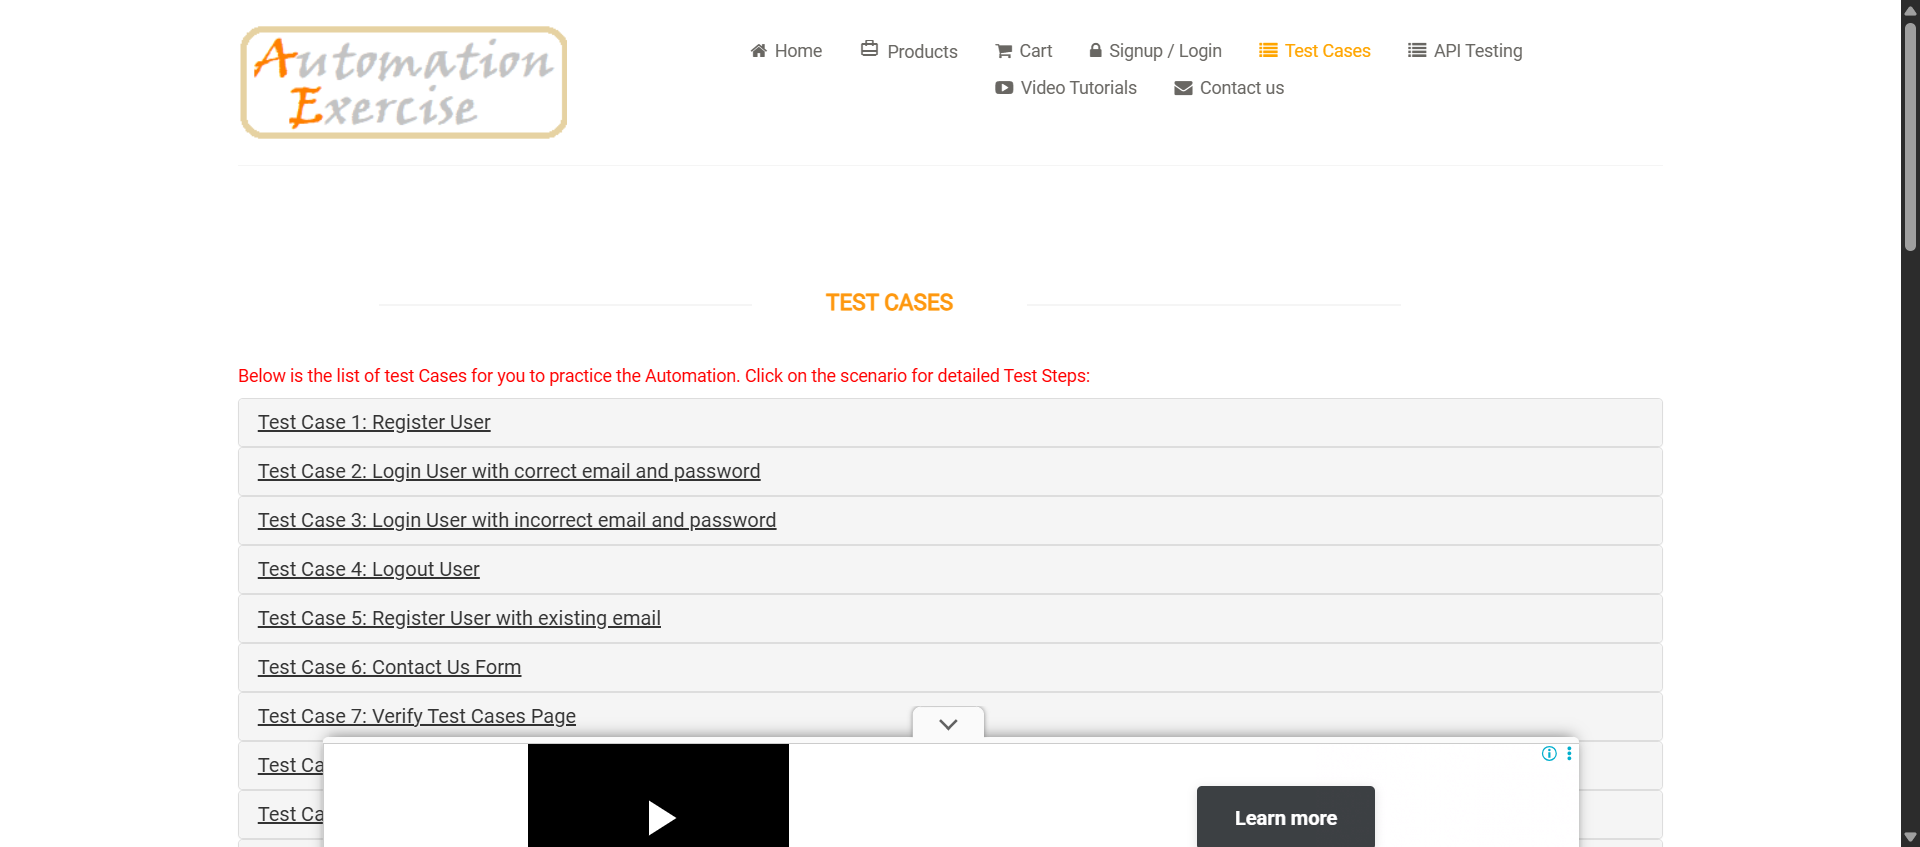 Automation
Exercise
Home
Products
Cart
Signup / Login
Test Cases
API Testing
Video Tutorials
Contact us
TEST CASES
Below is the list of test Cases for you to practice the Automation. Click on the scenario for detailed Test Steps:
Test Case 1: Register User
Test Case 2: Login User with correct email and password
Test Case 3: Login User with incorrect email and password
Test Case 4: Logout User
Test Case 5: Register User with existing email
Test Case 6: Contact Us Form
Test Case 7: Verify Test Cases Page
Test Ca
Test Ca
Learn more